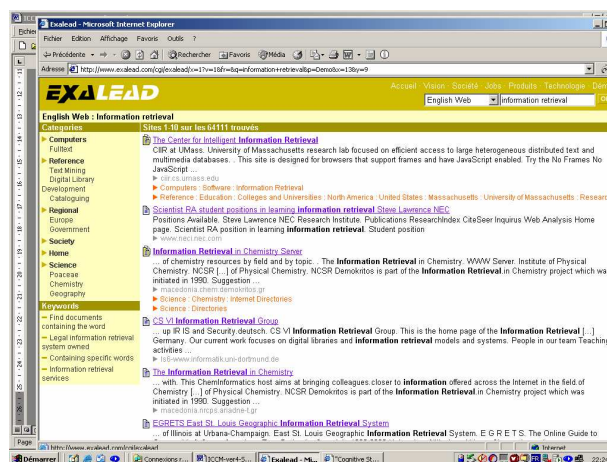 Exalead - Microsoft Internet Explorer
Fichier Edition Affichage Favoris Outils ?
Précédente Rechercher Favoris Média
Adresse http://www.exalead.com/cgi/exalead/x=1?v=1&fr=&q=information+retrieval&p=Demo&x=13&y=9
EXALEAD
Accueil Vision Société Jobs Produits Technologie
English Web information retrieval
English Web : Information retrieval
Categories
Computers
Fulltext
Reference
Text Mining
Digital Library
Development
Cataloguing
Regional
Europe
Government
Society
Home
Science
Poaceae
Chemistry
Geography
Keywords
Find documents
containing the word
Legal information retrieval
system owned
Containing specific words
Information retrieval
services
Sites 1-10 sur les 64111 trouvés
The Center for Intelligent Information Retrieval
CIIR at UMass. University of Massachusetts research lab focused on efficient access to large heterogeneous distributed text and
multimedia databases. . This site is designed for browsers that support frames and have JavaScript enabled. Try the No Frames No
JavaScript ...
ciir.cs.umass.edu
Computers : Software : Information Retrieval
Reference : Education : Colleges and Universities : North America : United States : Massachusetts : University of Massachusetts : Researc
Scientist RA student positions in learning information retrieval Steve Lawrence NEC
Positions Available. Steve Lawrence NEC Research Institute. Publications ResearchIndex CiteSeer Inquirus Web Analysis Home
page. Scientist RA position in learning information retrieval. Student position
www.neci.nec.com
Information Retrieval in Chemistry Server
... of chemistry resources by field and by topic. . The Information Retrieval in Chemistry. WWW Server. Institute of Physical
Chemistry. NCSR [...] of Physical Chemistry. NCSR Demokritos is part of the Information Retrieval.in Chemistry project which was
initiated in 1990. Suggestion ...
macedonia.chem.demokritos.gr
Science : Chemistry : Internet Directories
Science : Directories
CS VI Information Retrieval Group
... up IR IS and Security.deutsch. CS VI Information Retrieval Group. This is the home page of the Information Retrieval [...]
Germany. Our current work focuses on digital libraries and information retrieval models and systems. People in our team Teaching
activities ...
ls6-www.informatik.uni-dortmund.de
The Information Retrieval in Chemistry
... with. This ChemInformatics host aims at bringing colleagues.closer to information offered across the Internet in the field of
Chemistry [...] of Physical Chemistry. NCSR Demokritos is part of the Information Retrieval.in Chemistry project which was
initiated in 1990. Suggestion ...
macedonia.nrcps.ariadne-t.gr
EGRETS East St. Louis Geographic Information Retrieval System
... of Illinois at Urbana-Champaign. East St. Louis Geographic Information Retrieval System. E G R E T S. The Online Guide to
Page
http://www.exalead.com/cgi/exalead
Internet
Démarrer Connexions r... ICCM-ver4-5... Exalead - Mi... "Cognitive St...